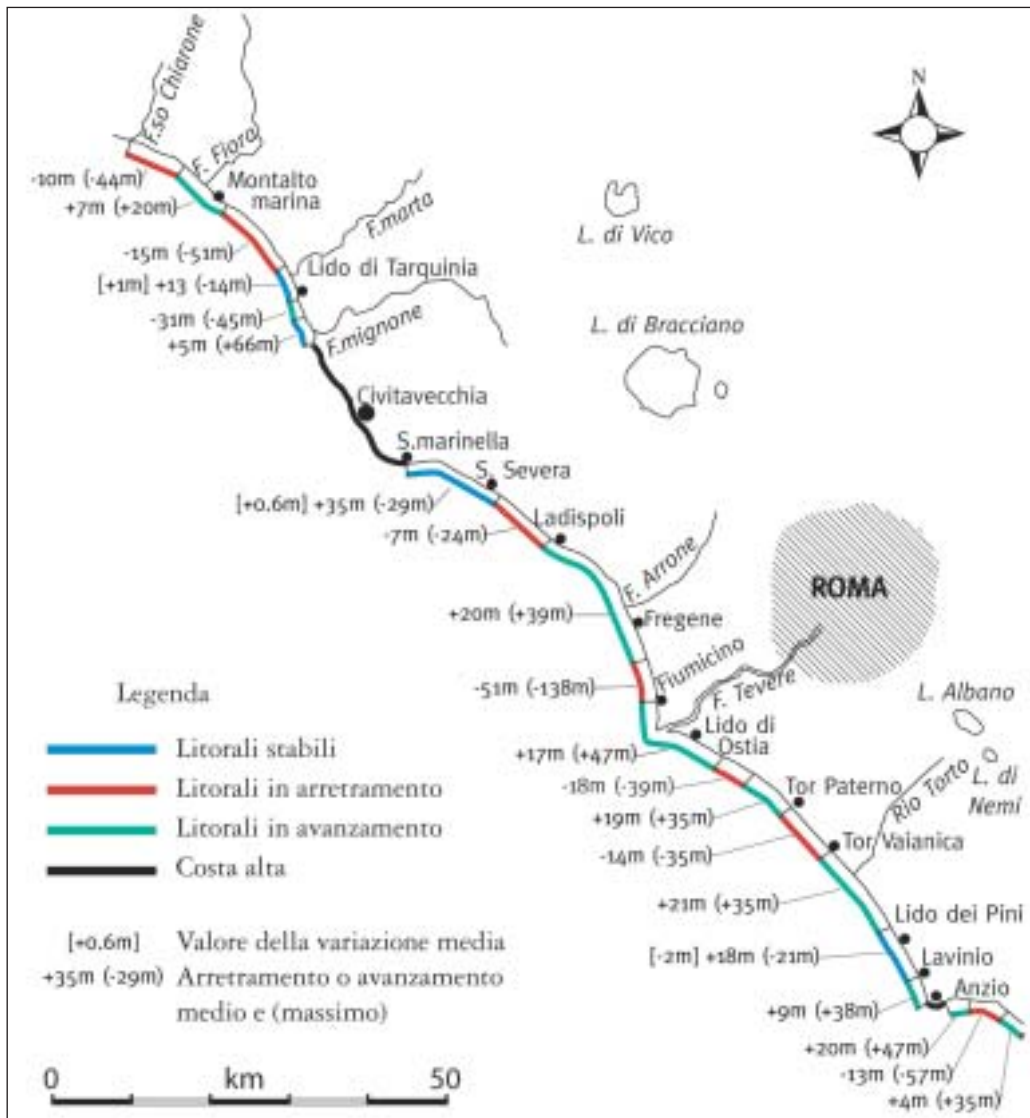 N
F.so Chiarone
F. Fiora
-10m (-44m)
Montalto
marina
+7m (+20m)
F.marta
L. di Vico
-15m (-51m)
Lido di Tarquinia
[+1m] +13 (-14m)
-31m (-45m)
F.mignone
+5m (+66m)
L. di Bracciano
Civitavecchia
S.marinella
S. Severa
[+0.6m] +35m (-29m)
-7m (-24m)
Ladispoli
F. Arrone
ROMA
+20m (+39m)
Fregene
Fiumicino
-51m (-138m)
F. Tevere
L. Albano
Lido di
Ostia
+17m (+47m)
L. di
Nemi
-18m (-39m)
Tor Paterno
Rio Torto
+19m (+35m)
-14m (-35m)
Tor Vaianica
+21m (+35m)
Lido dei Pini
[-2m] +18m (-21m)
Lavinio
Anzio
+9m (+38m)
+20m (+47m)
-13m (-57m)
+4m (+35m)
Legenda
Litorali stabili
Litorali in arretramento
Litorali in avanzamento
Costa alta
[+0.6m] Valore della variazione media
+35m (-29m) Arretramento o avanzamento
medio e (massimo)
0 km 50